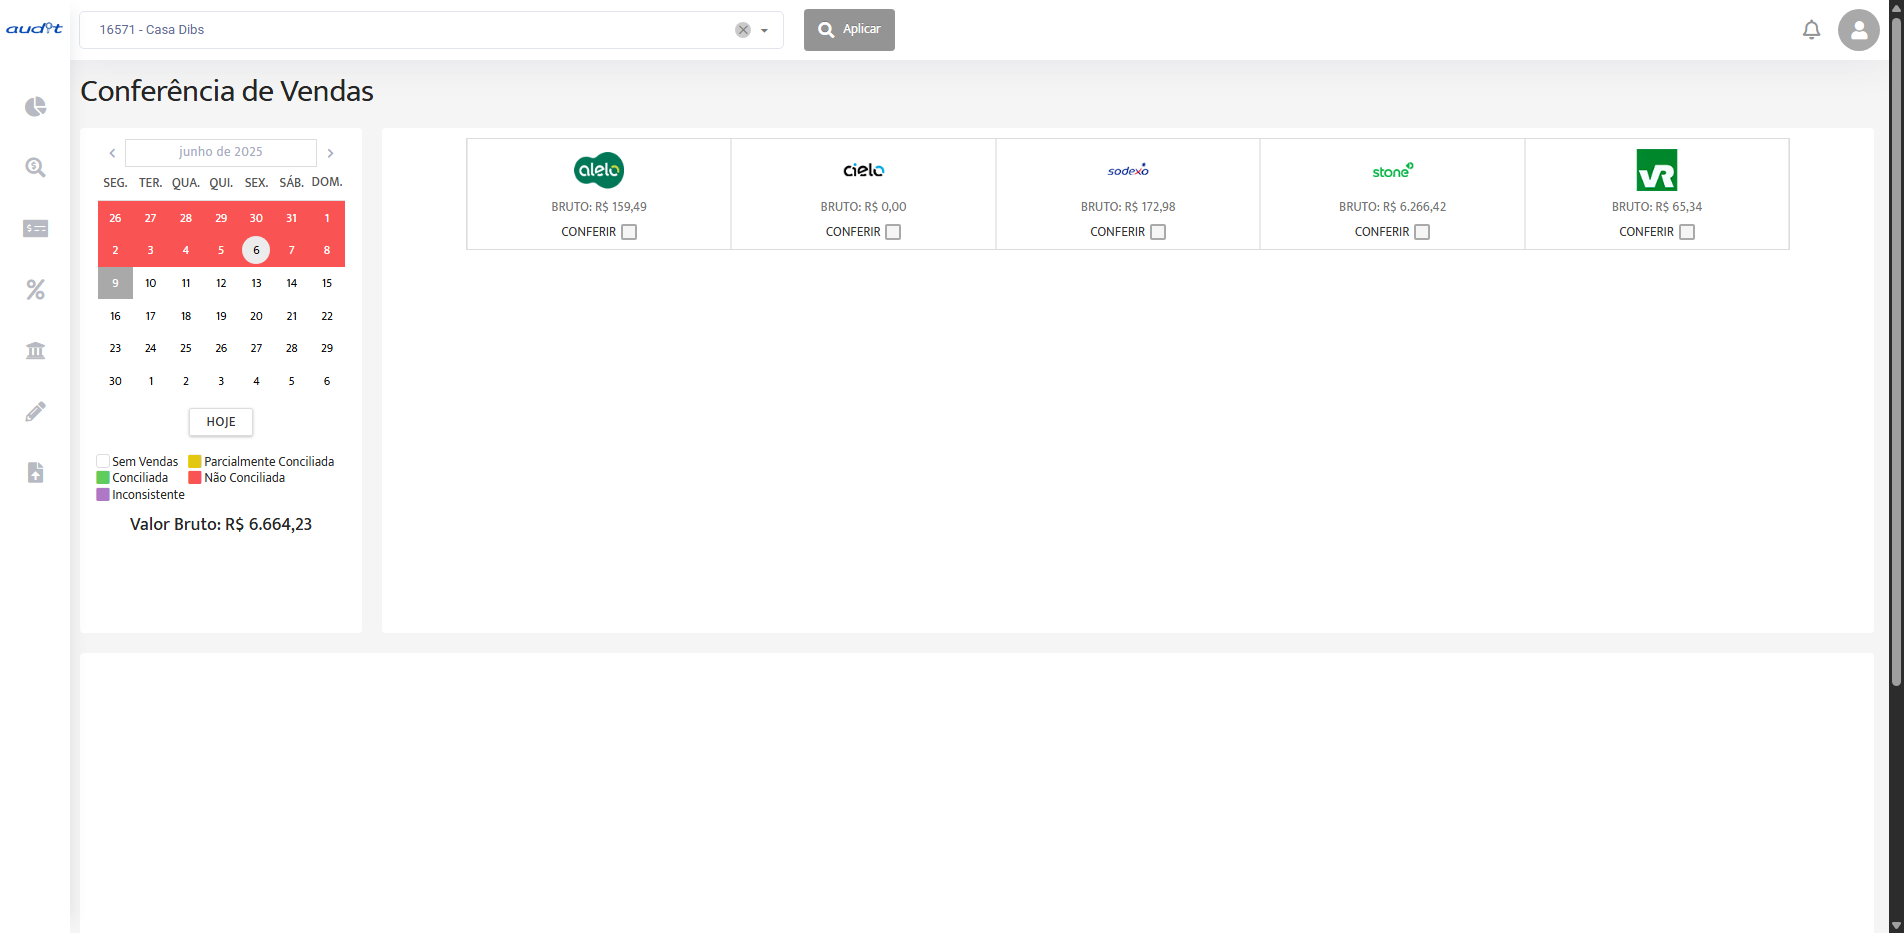 audit
16571 - Casa Dibs
Aplicar
Conferência de Vendas
junho de 2025
SEG. TER. QUA. QUI. SEX. SÁB. DOM.
26 27 28 29 30 31 1
2 3 4 5 6 7 8
9 10 11 12 13 14 15
16 17 18 19 20 21 22
23 24 25 26 27 28 29
30 1 2 3 4 5 6
HOJE
Sem Vendas Parcialmente Conciliada
Conciliada Não Conciliada
Inconsistente
Valor Bruto: R$ 6.664,23
alelo
BRUTO: R$ 159,49
CONFERIR
cielo
BRUTO: R$ 0,00
CONFERIR
sodexo
BRUTO: R$ 172,98
CONFERIR
stone
BRUTO: R$ 6.266,42
CONFERIR
VR
BRUTO: R$ 65,34
CONFERIR